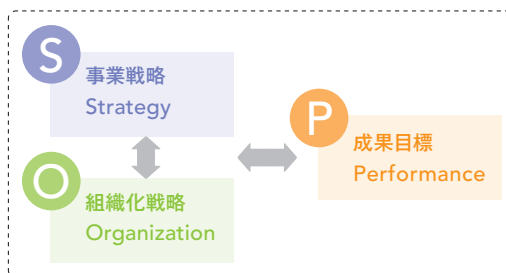 S
事業戦略
Strategy
O
組織化戦略
Organization
P
成果目標
Performance